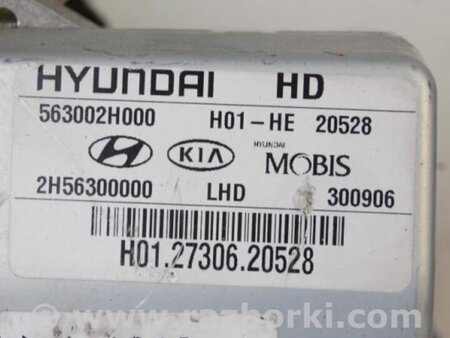 HYUNDAI HD
563002H000 H01-HE 20528
KIA HYUNDAI MOBIS
2H56300000 LHD 300906
H01.27306.20528
© www.razborki.com